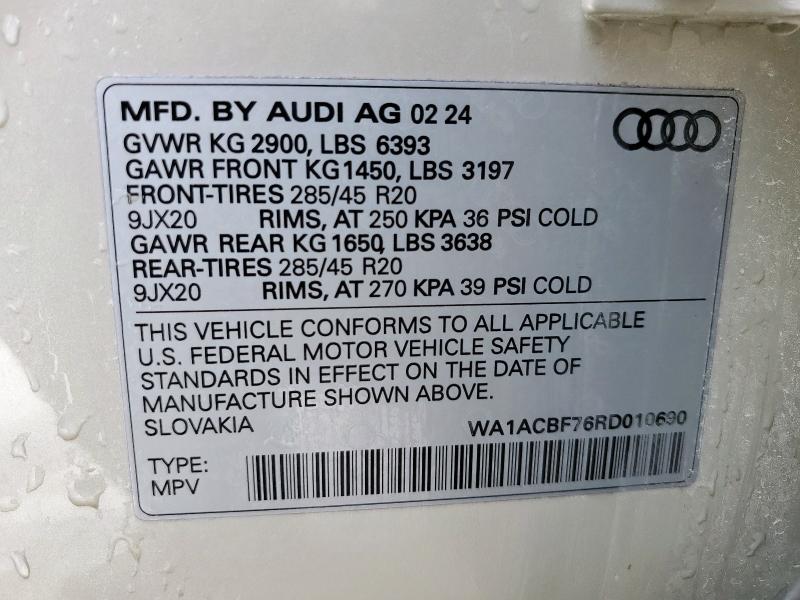 MFD. BY AUDI AG 02 24
GVWR KG 2900, LBS 6393
GAWR FRONT KG1450, LBS 3197
FRONT-TIRES 285/45 R20
9JX20 RIMS, AT 250 KPA 36 PSI COLD
GAWR REAR KG 1650, LBS 3638
REAR-TIRES 285/45 R20
9JX20 RIMS, AT 270 KPA 39 PSI COLD
THIS VEHICLE CONFORMS TO ALL APPLICABLE
U.S. FEDERAL MOTOR VEHICLE SAFETY
STANDARDS IN EFFECT ON THE DATE OF
MANUFACTURE SHOWN ABOVE.
SLOVAKIA WA1ACBF76RD010690
TYPE:
MPV